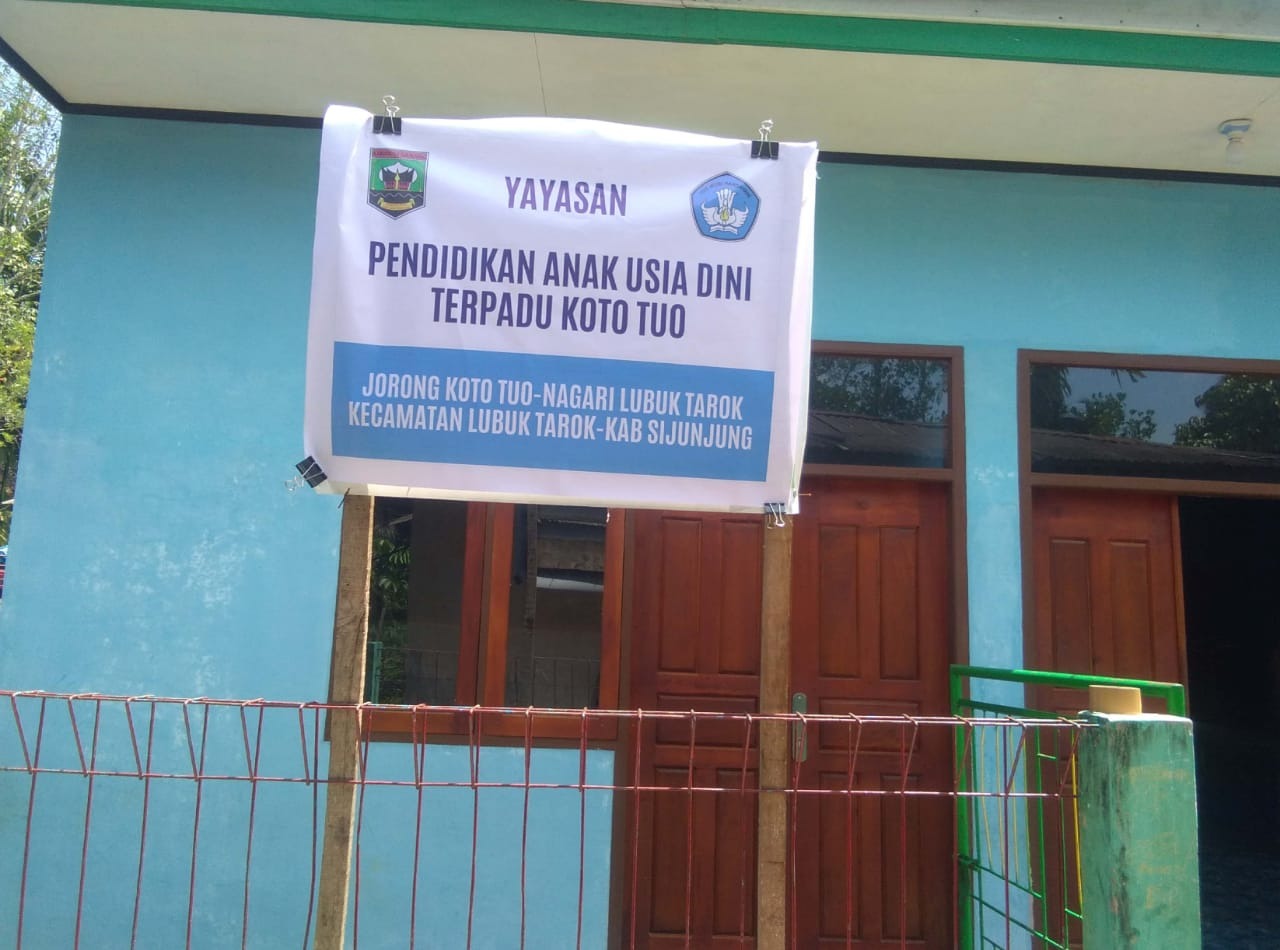 YAYASAN
PENDIDIKAN ANAK USIA DINI
TERPADU KOTO TUO
JORONG KOTO TUO-NAGARI LUBUK TAROK
KECAMATAN LUBUK TAROK-KAB SIJUNJUNG